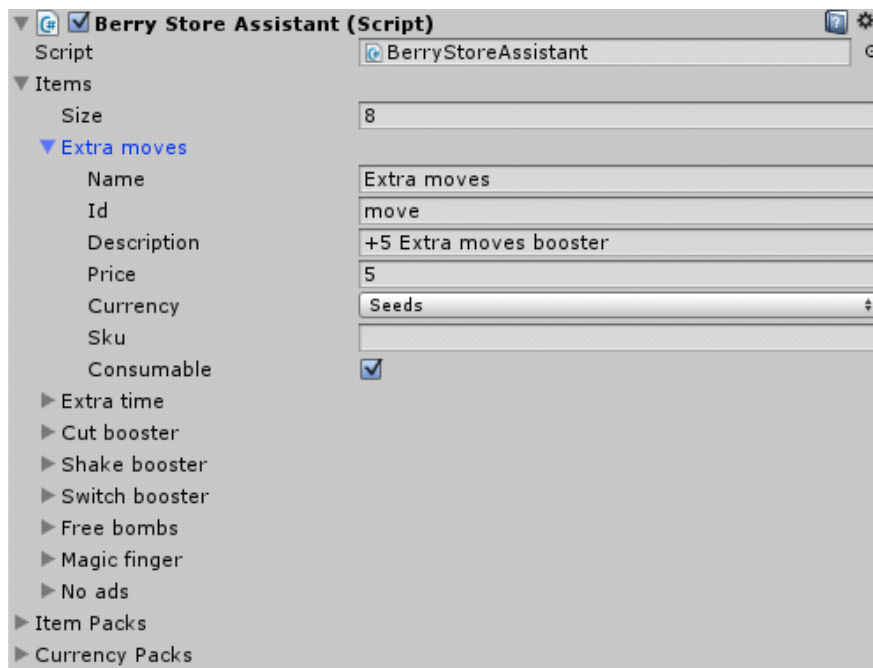 Berry Store Assistant (Script)
Script BerryStoreAssistant
Items
Size 8
Extra moves
Name Extra moves
Id move
Description +5 Extra moves booster
Price 5
Currency Seeds
Sku
Consumable
Extra time
Cut booster
Shake booster
Switch booster
Free bombs
Magic finger
No ads
Item Packs
Currency Packs